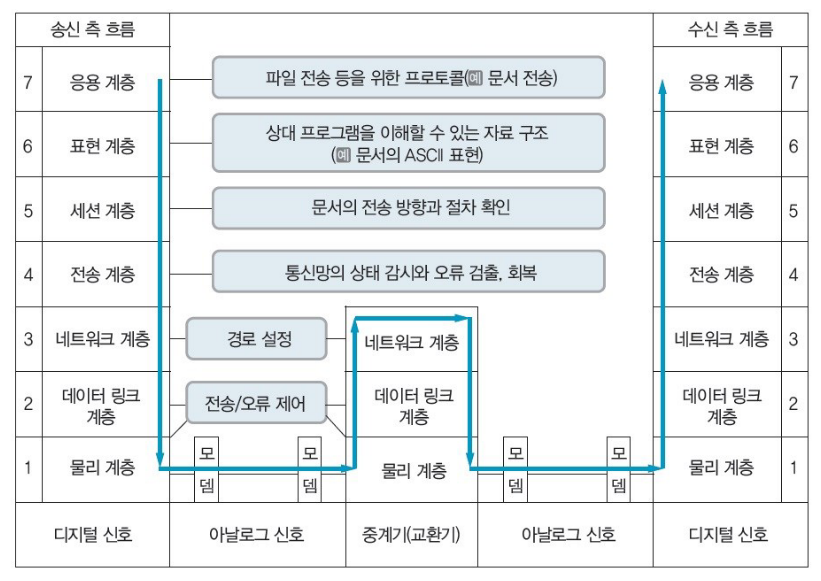 송신 측 흐름
수신 측 흐름
7
응용 계층
파일 전송 등을 위한 프로토콜(예 문서 전송)
응용 계층
7
6
표현 계층
상대 프로그램을 이해할 수 있는 자료 구조
(예 문서의 ASCII 표현)
표현 계층
6
5
세션 계층
문서의 전송 방향과 절차 확인
세션 계층
5
4
전송 계층
통신망의 상태 감시와 오류 검출, 회복
전송 계층
4
3
네트워크 계층
경로 설정
네트워크 계층
네트워크 계층
3
2
데이터 링크
계층
전송/오류 제어
데이터 링크
계층
데이터 링크
계층
2
1
물리 계층
모뎀
모뎀
물리 계층
모뎀
모뎀
물리 계층
1
디지털 신호
아날로그 신호
중계기(교환기)
아날로그 신호
디지털 신호